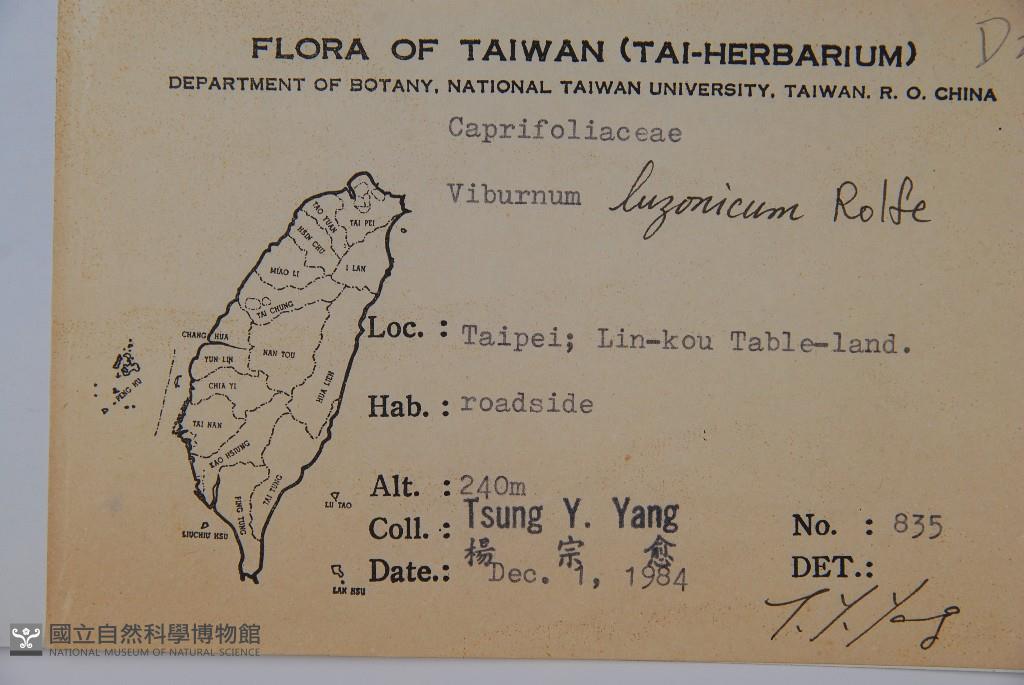 FLORA OF TAIWAN (TAI-HERBARIUM)
DEPARTMENT OF BOTANY, NATIONAL TAIWAN UNIVERSITY, TAIWAN. R. O. CHINA
Caprifoliaceae
Viburnum luzonicum Rolfe
TAO YUAN
TAI PEI
HSIN CHU
MIAO LI
I LAN
TAI CHUNG
CHANG HUA
NAN TOU
YUN LIN
HUA LIEN
CHIA YI
PENG HU
TAI NAN
KAO HSIUNG
TAI TUNG
PING TUNG
LU TAO
LIUCHIU HSU
LAN HSU
Loc. : Taipei; Lin-kou Table-land.
Hab. : roadside
Alt. : 240m
Coll. : Tsung Y. Yang
楊 宗 愈
No. : 835
Date.: Dec. 1, 1984
DET.:
T. Y. Yang
國立自然科學博物館
NATIONAL MUSEUM OF NATURAL SCIENCE